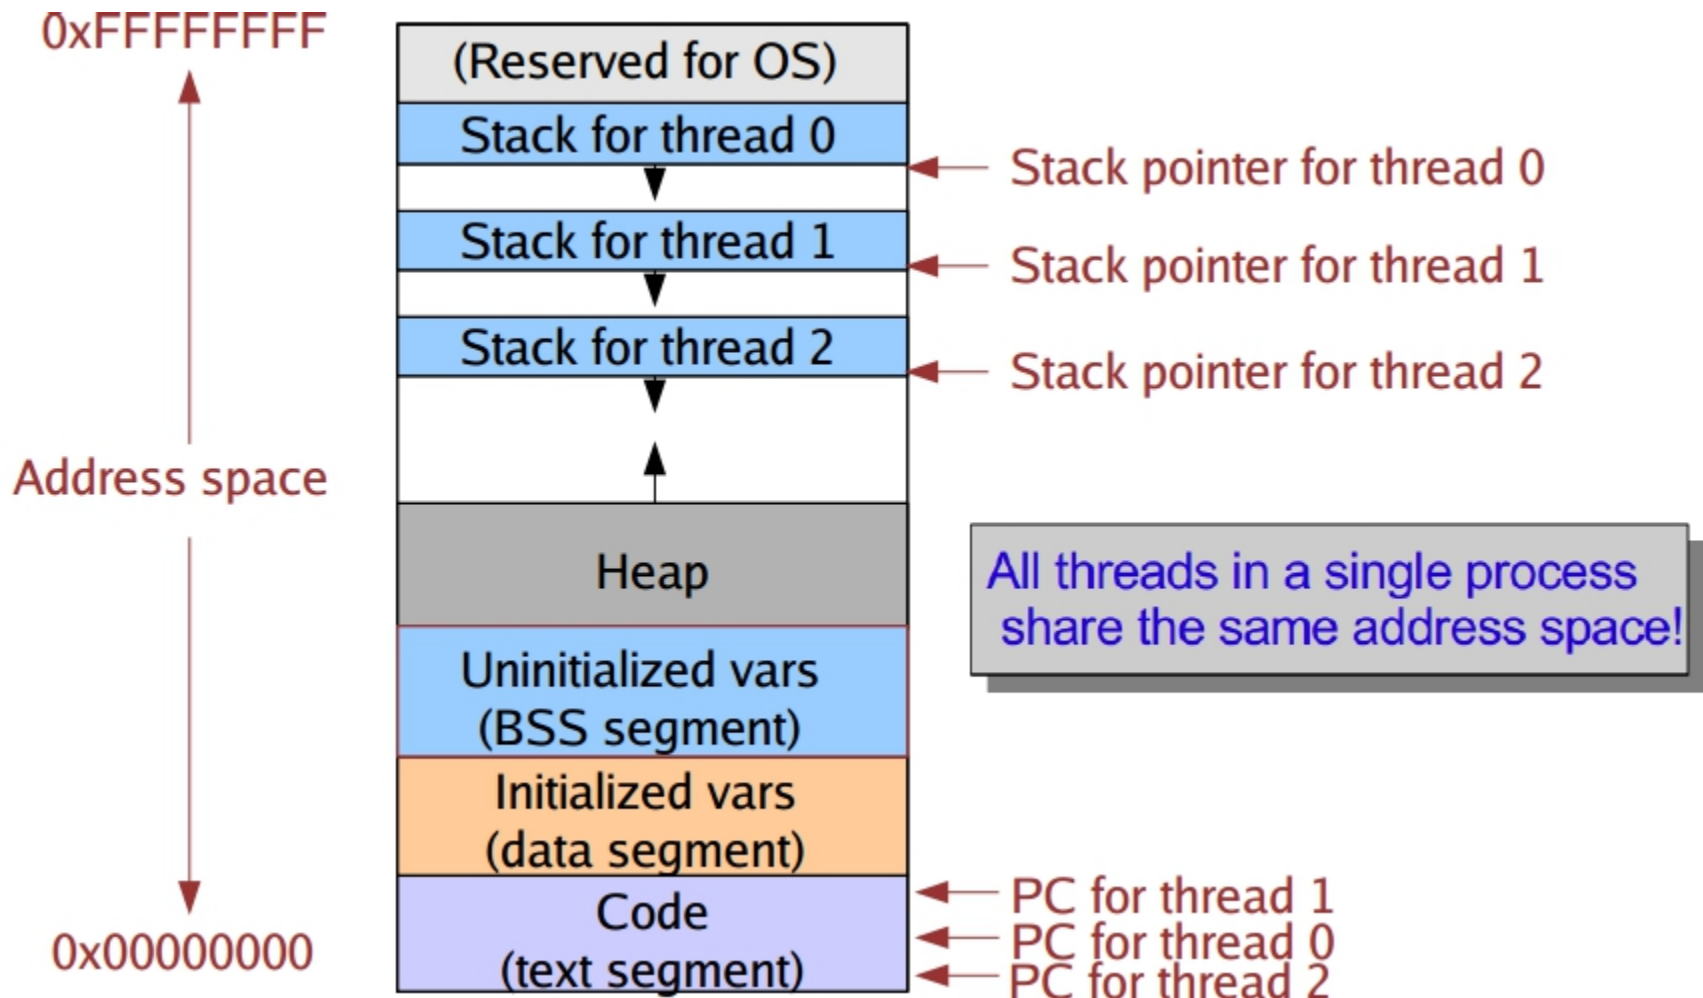 0xFFFFFFFF
(Reserved for OS)
Stack for thread 0
Stack pointer for thread 0
Stack for thread 1
Stack pointer for thread 1
Stack for thread 2
Stack pointer for thread 2
Address space
Heap
All threads in a single process
share the same address space!
Uninitialized vars
(BSS segment)
Initialized vars
(data segment)
Code
(text segment)
PC for thread 1
PC for thread 0
PC for thread 2
0x00000000